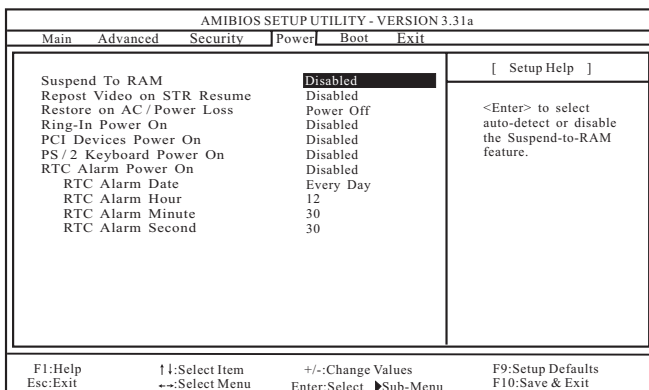 AMIBIOS SETUP UTILITY - VERSION 3.31a
Main Advanced Security Power Boot Exit
[ Setup Help ]
Suspend To RAM Disabled
Repost Video on STR Resume Disabled
Restore on AC / Power Loss Power Off
Ring-In Power On Disabled
PCI Devices Power On Disabled
PS / 2 Keyboard Power On Disabled
RTC Alarm Power On Disabled
RTC Alarm Date Every Day
RTC Alarm Hour 12
RTC Alarm Minute 30
RTC Alarm Second 30
<Enter> to select
auto-detect or disable
the Suspend-to-RAM
feature.
F1:Help ↑↓:Select Item +/-:Change Values F9:Setup Defaults
Esc:Exit ←→:Select Menu Enter:Select ▶Sub-Menu F10:Save & Exit